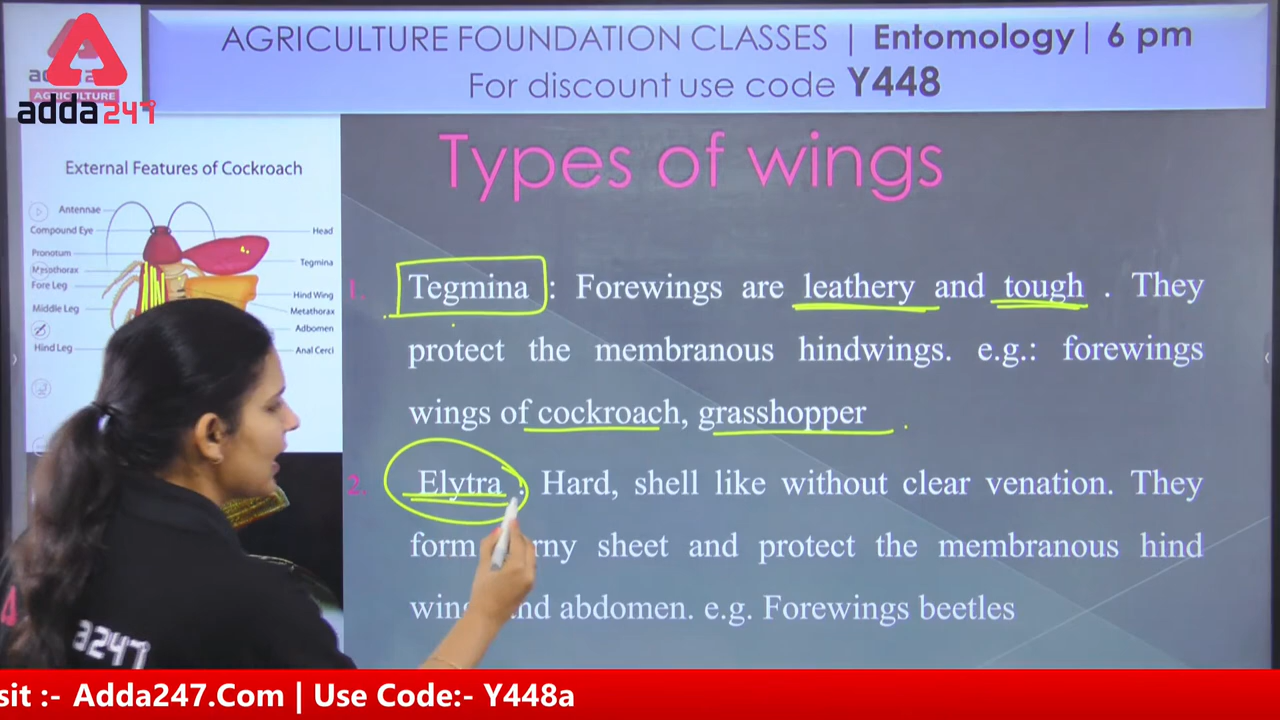 AGRICULTURE FOUNDATION CLASSES | Entomology| 6 pm
For discount use code Y448
adda247
AGRICULTURE
Types of wings
External Features of Cockroach
Antennae
Compound Eye
Pronotum
Mesothorax
Fore Leg
Middle Leg
Hind Leg
Head
Tegmina
Hind Wing
Metathorax
Adbomen
Anal Cerci
1. Tegmina : Forewings are leathery and tough . They
protect the membranous hindwings. e.g.: forewings
wings of cockroach, grasshopper
2. Elytra : Hard, shell like without clear venation. They
form sheet and protect the membranous hind
abdomen. e.g. Forewings beetles
:- Adda247.Com | Use Code:- Y448a